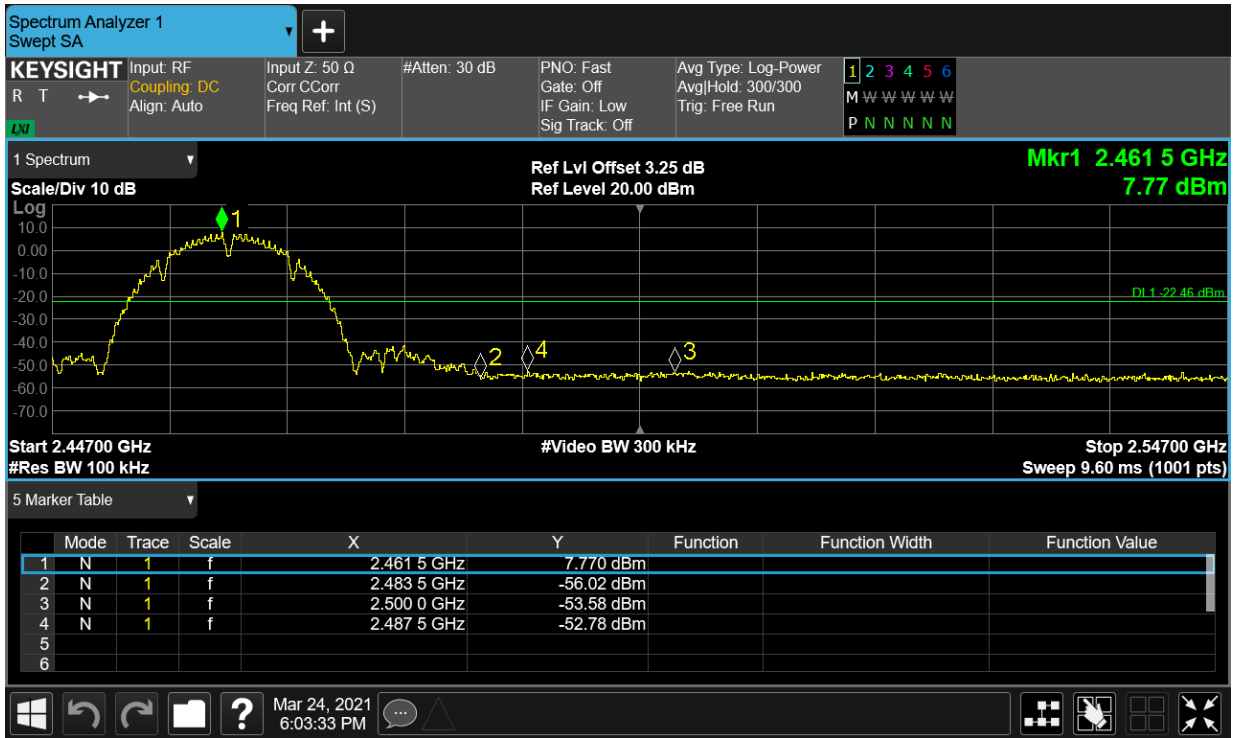 Spectrum Analyzer 1
Swept SA
KEYSIGHT
R T
LXI
Input: RF
Coupling: DC
Align: Auto
Input Z: 50 Ω
Corr CCorr
Freq Ref: Int (S)
#Atten: 30 dB
PNO: Fast
Gate: Off
IF Gain: Low
Sig Track: Off
Avg Type: Log-Power
Avg|Hold: 300/300
Trig: Free Run
1 2 3 4 5 6
M W W W W W
P N N N N N
1 Spectrum
Scale/Div 10 dB
Ref Lvl Offset 3.25 dB
Ref Level 20.00 dBm
Mkr1 2.461 5 GHz
7.77 dBm
Log
10.0
0.00
-10.0
-20.0
-30.0
-40.0
-50.0
-60.0
-70.0
1
2
4
3
DL1 -22.46 dBm
Start 2.44700 GHz
#Res BW 100 kHz
#Video BW 300 kHz
Stop 2.54700 GHz
Sweep 9.60 ms (1001 pts)
5 Marker Table
Mode Trace Scale X Y Function Function Width Function Value
1 N 1 f 2.461 5 GHz 7.770 dBm
2 N 1 f 2.483 5 GHz -56.02 dBm
3 N 1 f 2.500 0 GHz -53.58 dBm
4 N 1 f 2.487 5 GHz -52.78 dBm
5
6
?
Mar 24, 2021
6:03:33 PM